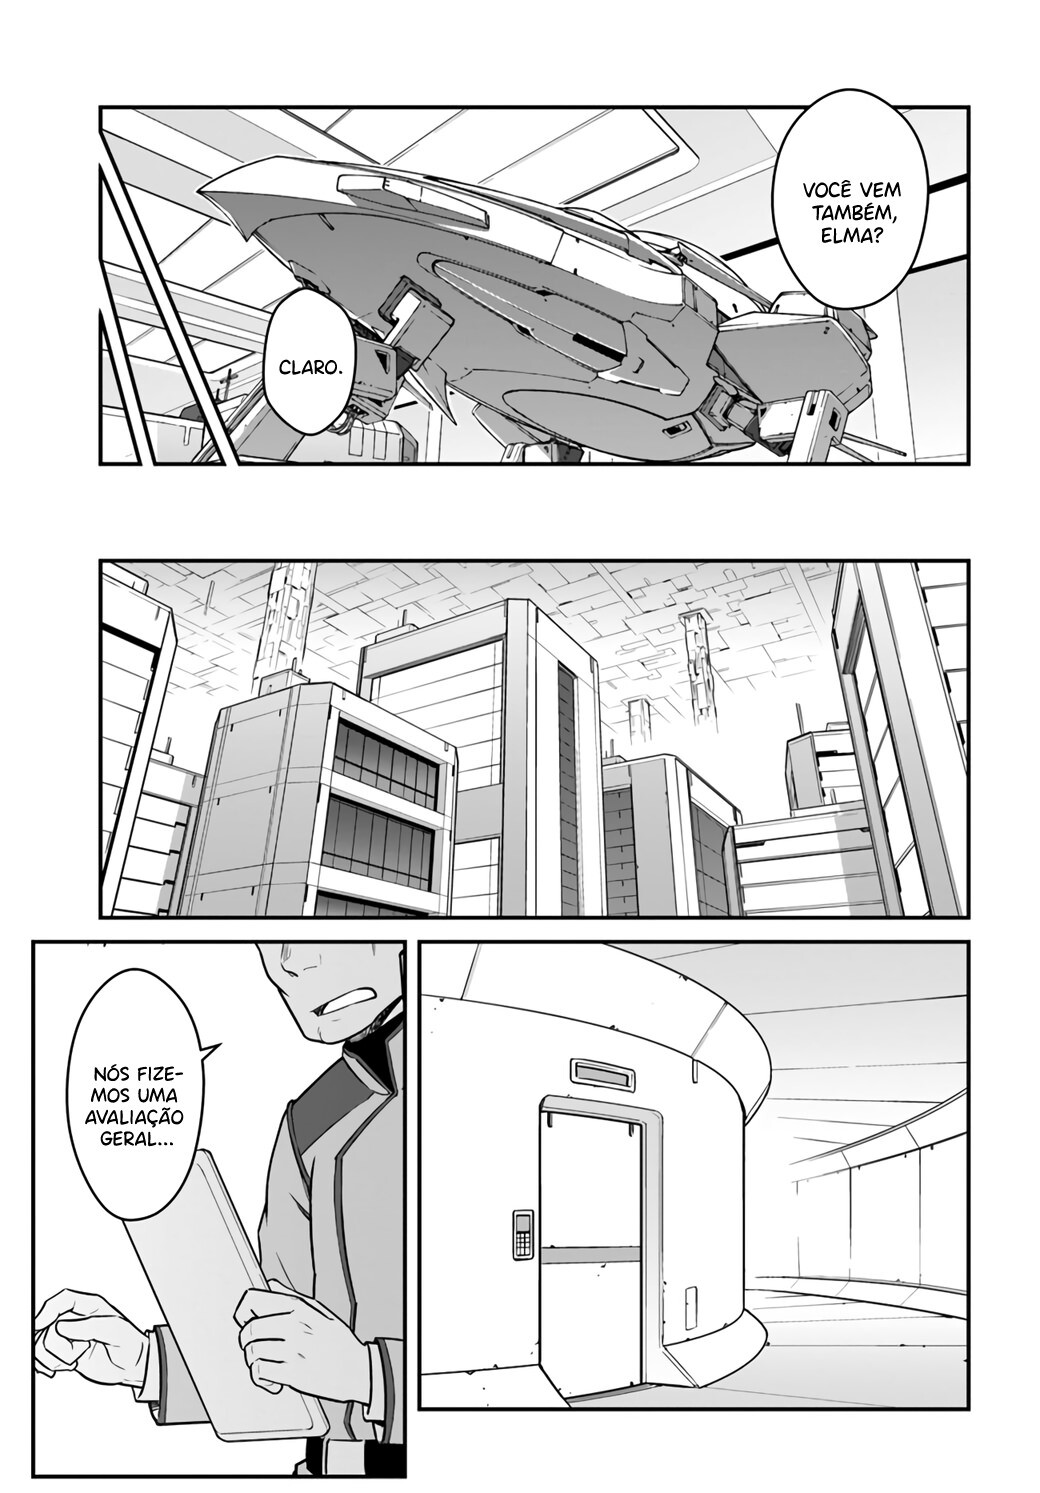 VOCÊ VEM
TAMBÉM,
ELMA?
CLARO.
NÓS FIZE-
MOS UMA
AVALIAÇÃO
GERAL...